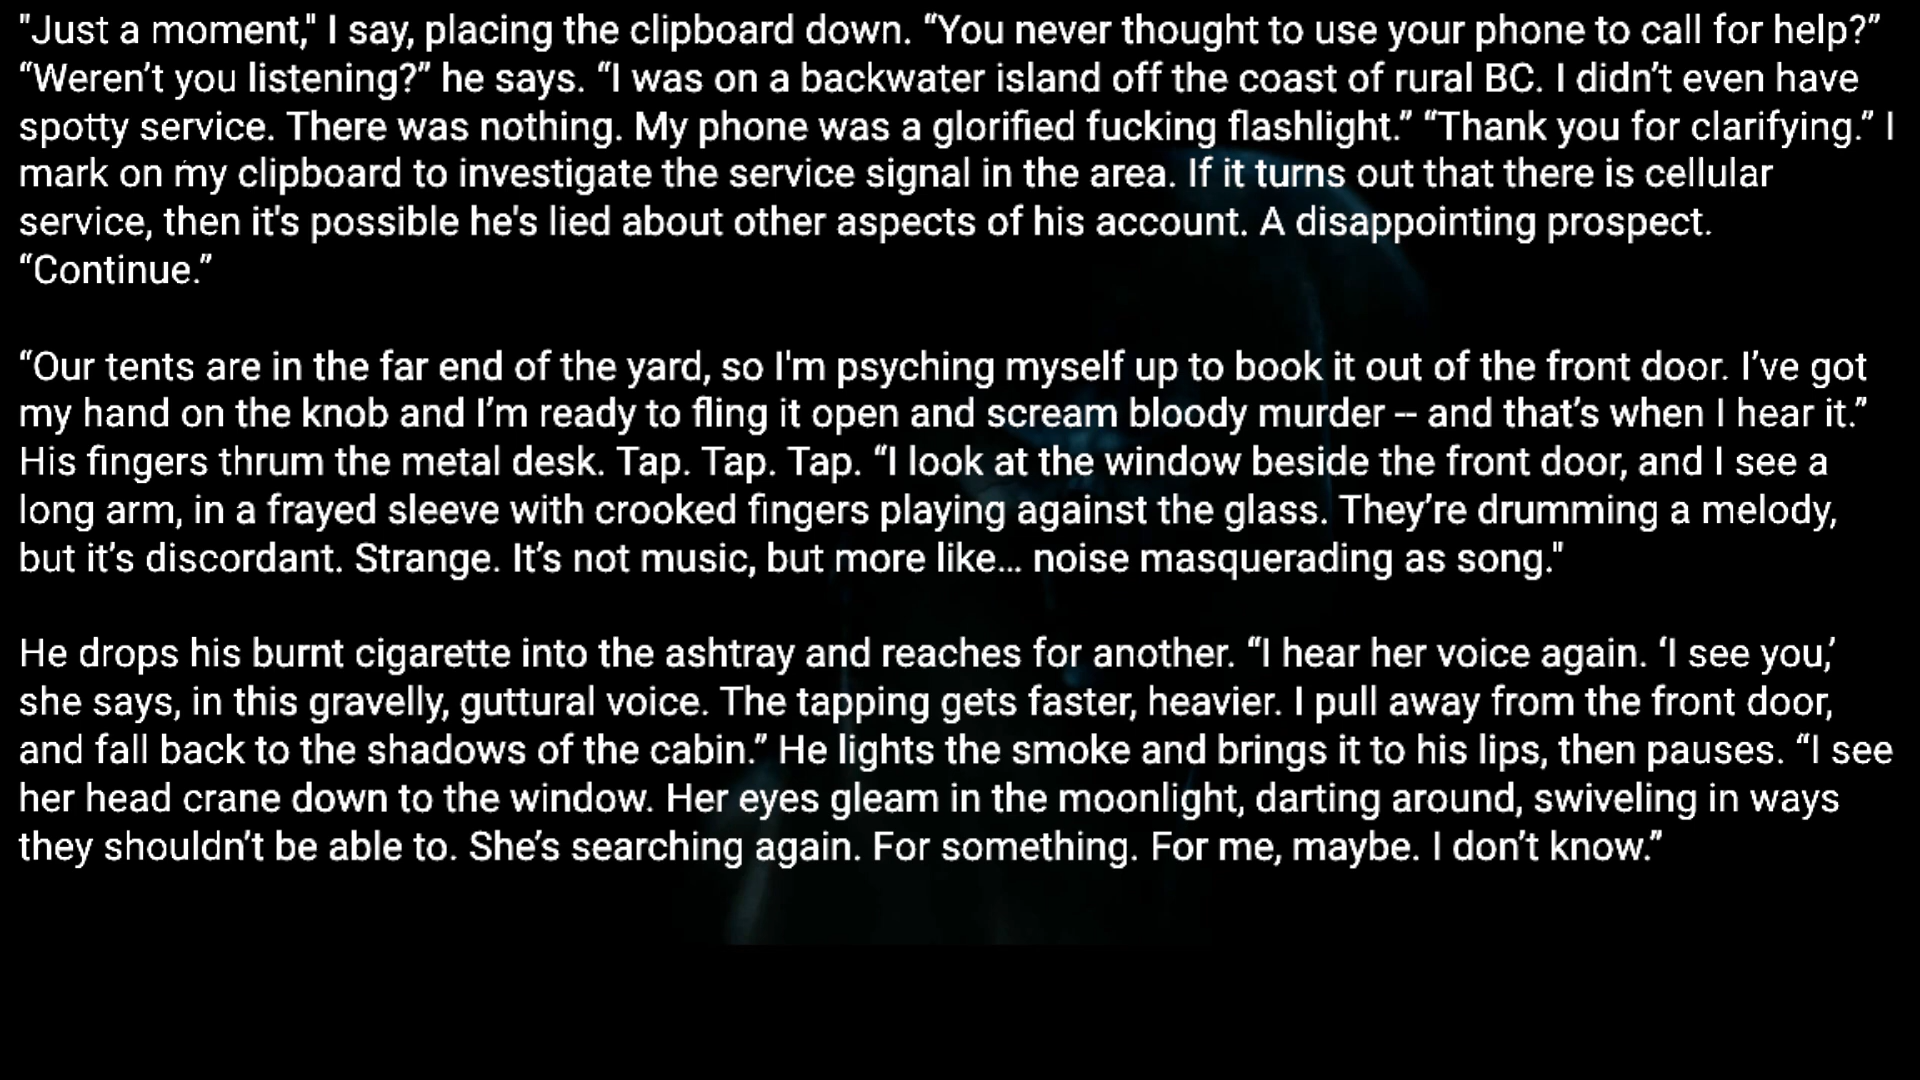 "Just a moment," I say, placing the clipboard down. “You never thought to use your phone to call for help?”
“Weren’t you listening?” he says. “I was on a backwater island off the coast of rural BC. I didn’t even have
spotty service. There was nothing. My phone was a glorified fucking flashlight.” “Thank you for clarifying.” I
mark on my clipboard to investigate the service signal in the area. If it turns out that there is cellular
service, then it's possible he's lied about other aspects of his account. A disappointing prospect.
“Continue.”

“Our tents are in the far end of the yard, so I'm psyching myself up to book it out of the front door. I’ve got
my hand on the knob and I’m ready to fling it open and scream bloody murder -- and that’s when I hear it.”
His fingers thrum the metal desk. Tap. Tap. Tap. “I look at the window beside the front door, and I see a
long arm, in a frayed sleeve with crooked fingers playing against the glass. They’re drumming a melody,
but it’s discordant. Strange. It’s not music, but more like… noise masquerading as song."

He drops his burnt cigarette into the ashtray and reaches for another. “I hear her voice again. ‘I see you,’
she says, in this gravelly, guttural voice. The tapping gets faster, heavier. I pull away from the front door,
and fall back to the shadows of the cabin.” He lights the smoke and brings it to his lips, then pauses. “I see
her head crane down to the window. Her eyes gleam in the moonlight, darting around, swiveling in ways
they shouldn’t be able to. She’s searching again. For something. For me, maybe. I don’t know.”